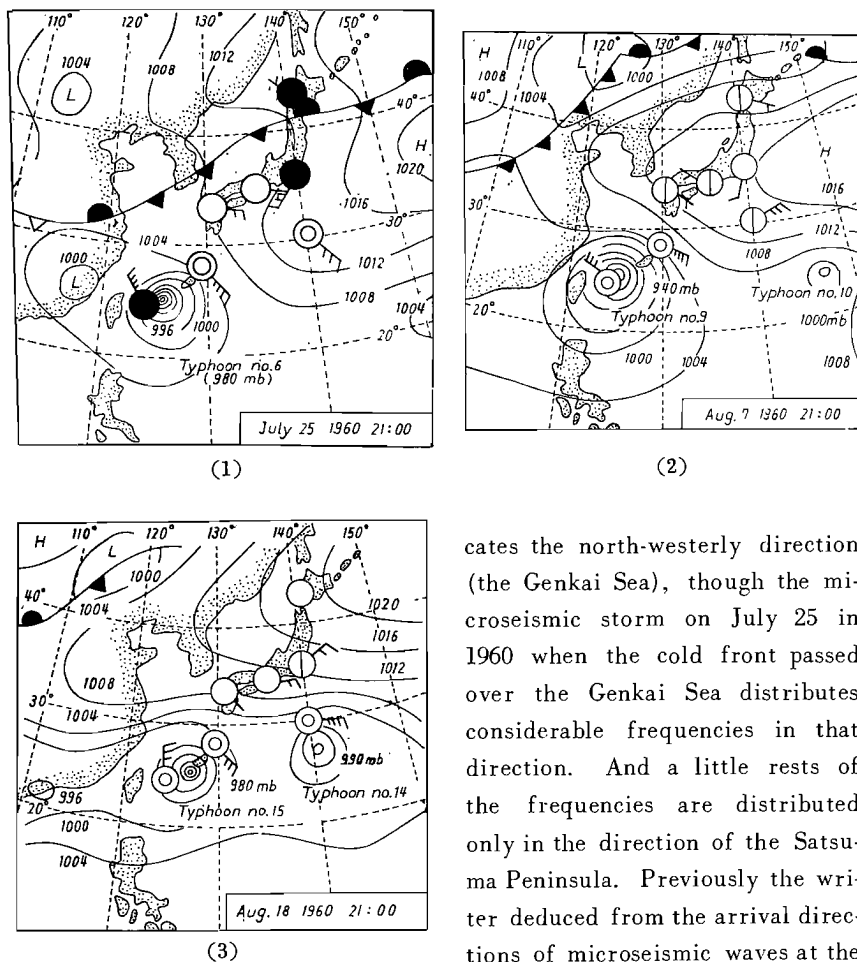 110° 120° 130° 140° 150°
1004 1008 1012
L
40°
H
1020
1016
30°
1004
1000
L
1012
1008
996 1000
1004
20°
Typhoon no.6
(980 mb)
July 25 1960 21:00
(1)
110° 120° 130° 140° 150°
H
L
1008 1000
40° 1004
H
1016
30°
1012
1008
940 mb
Typhoon no.10
20°
Typhoon no.9
1000mb
1000 1004
1008
Aug. 7 1960 21:00
(2)
110° 120° 130° 140° 150°
H L
1000
40°
1004
1020
1016
1012
1008
30°
1004
990 mb
980 mb
Typhoon no.14
996
Typhoon no.15
20°
1000
1004
Aug. 18 1960 21:00
(3)
cates the north-westerly direction
(the Genkai Sea), though the mi-
croseismic storm on July 25 in
1960 when the cold front passed
over the Genkai Sea distributes
considerable frequencies in that
direction. And a little rests of
the frequencies are distributed
only in the direction of the Satsu-
ma Peninsula. Previously the wri-
ter deduced from the arrival direc-
tions of microseismic waves at the